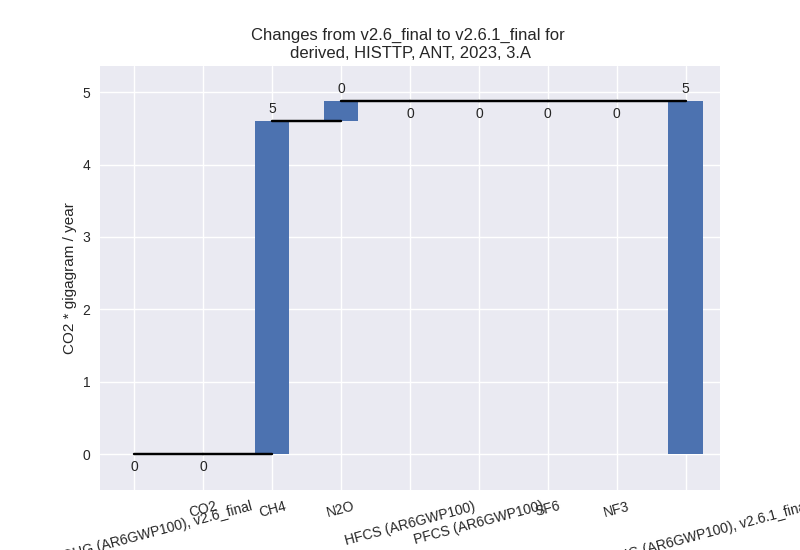 Changes from v2.6_final to v2.6.1_final for
derived, HISTTP, ANT, 2023, 3.A
CO2 * gigagram / year
5
4
3
2
1
0
0
0
5
0
0
0
0
0
5
(AR6GWP100), v2.6_final
CO2
CH4
N2O
HFCS (AR6GWP100)
PFCS (AR6GWP100)
SF6
NF3
(AR6GWP100), v2.6.1_fina